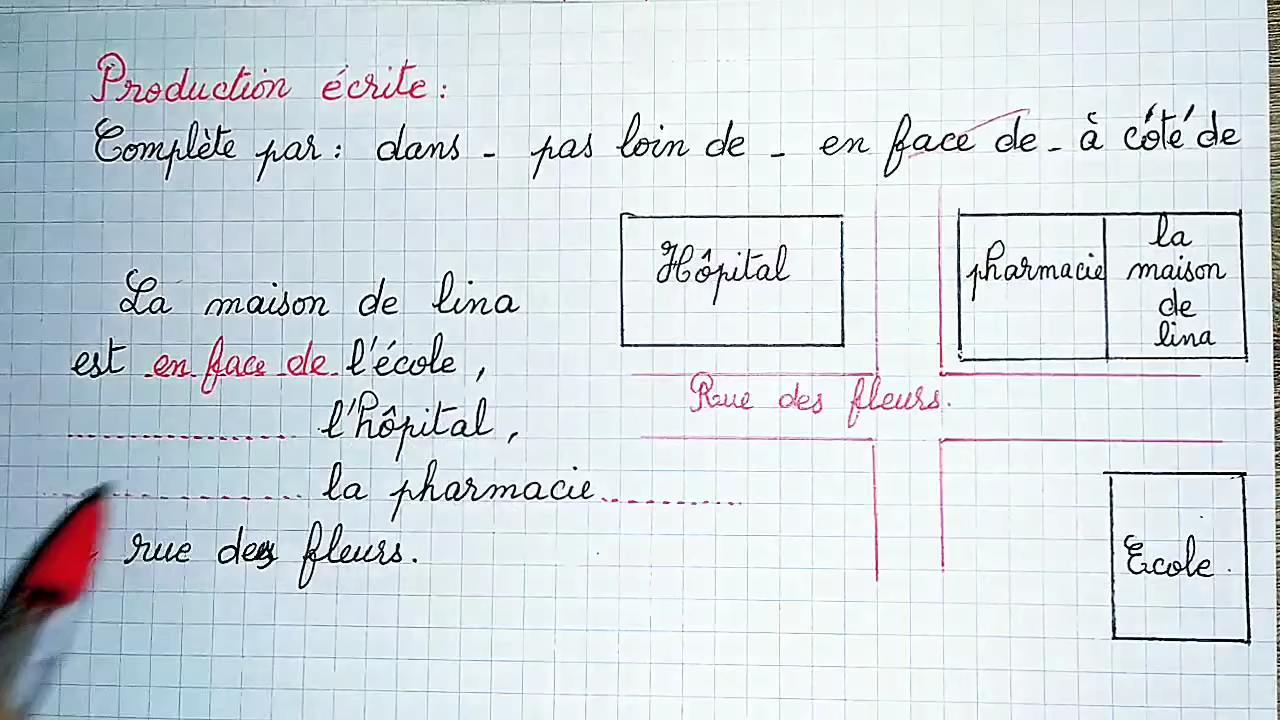 Production écrite :
Complète par : dans - pas loin de - en face de - à côté de
La maison de lina
est en face de l'école,
.................. l'hôpital,
.................. la pharmacie ............
rue des fleurs.
Hôpital
pharmacie
la
maison
de
lina
Rue des fleurs.
Ecole.